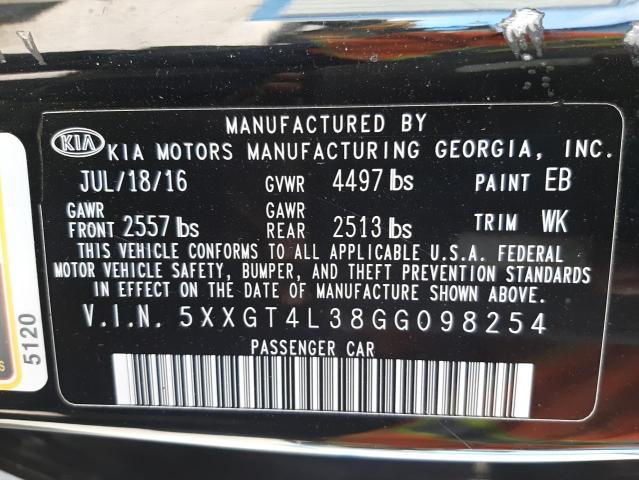 MANUFACTURED BY
KIA KIA MOTORS MANUFACTURING GEORGIA, INC.
JUL/18/16 GVWR 4497 lbs PAINT EB
GAWR FRONT 2557 lbs GAWR REAR 2513 lbs TRIM WK
THIS VEHICLE CONFORMS TO ALL APPLICABLE U.S.A. FEDERAL
MOTOR VEHICLE SAFETY, BUMPER, AND THEFT PREVENTION STANDARDS
IN EFFECT ON THE DATE OF MANUFACTURE SHOWN ABOVE.
V.I.N. 5XXGT4L38GG098254
PASSENGER CAR
5120